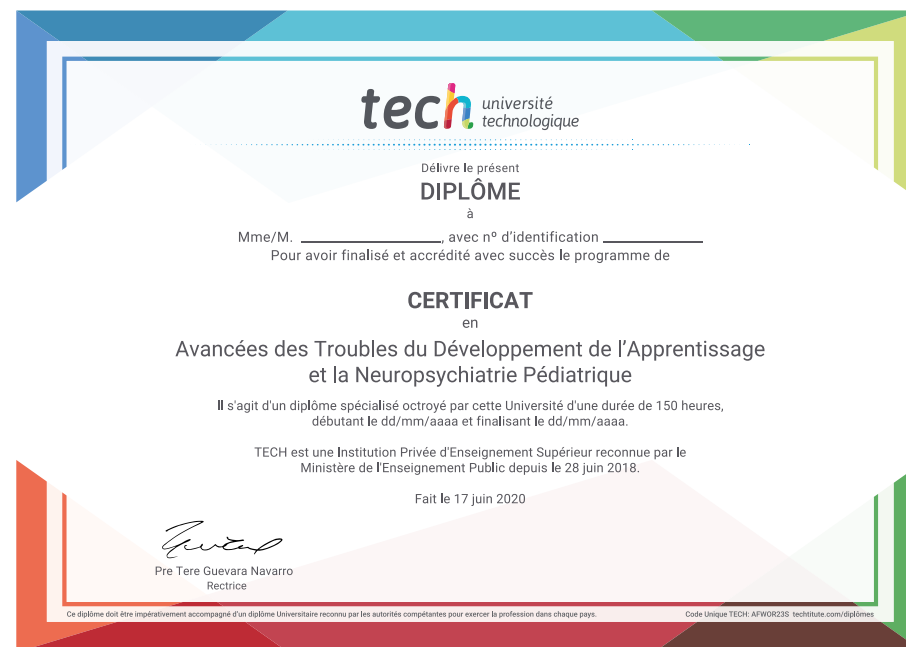 tech université
technologique
Délivre le présent
DIPLÔME
à
Mme/M. ____________________, avec nº d'identification ______________
Pour avoir finalisé et accrédité avec succès le programme de
CERTIFICAT
en
Avancées des Troubles du Développement de l'Apprentissage
et la Neuropsychiatrie Pédiatrique
Il s'agit d'un diplôme spécialisé octroyé par cette Université d'une durée de 150 heures,
débutant le dd/mm/aaaa et finalisant le dd/mm/aaaa.
TECH est une Institution Privée d'Enseignement Supérieur reconnue par le
Ministère de l'Enseignement Public depuis le 28 juin 2018.
Fait le 17 juin 2020
Pre Tere Guevara Navarro
Rectrice
Ce diplôme doit être impérativement accompagné d'un diplôme Universitaire reconnu par les autorités compétantes pour exercer la profession dans chaque pays.
Code Unique TECH: AFWOR23S techtitute.com/diplômes